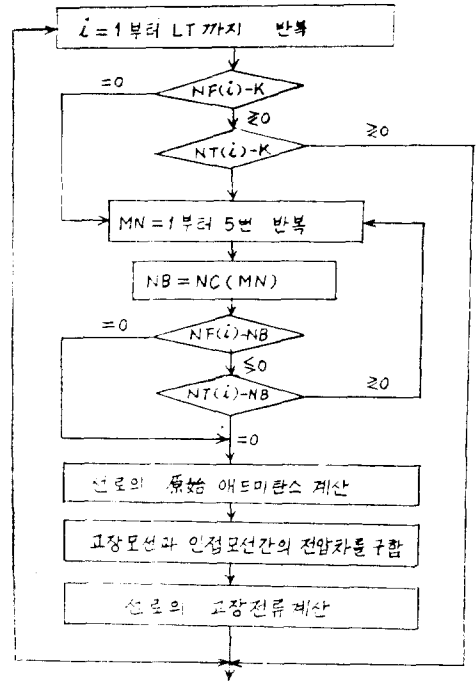 i=1부터 LT까지 반복
=0
NF(i)-K
≷0
NT(i)-K
≷0
MN=1부터 5번 반복
NB=NC(MN)
=0
NF(i)-NB
≶0
NT(i)-NB
≷0
=0
선로의 原始 애드미탄스 계산
고장모선과 인접모선간의 전압차를 구함
선로의 고장전류 계산